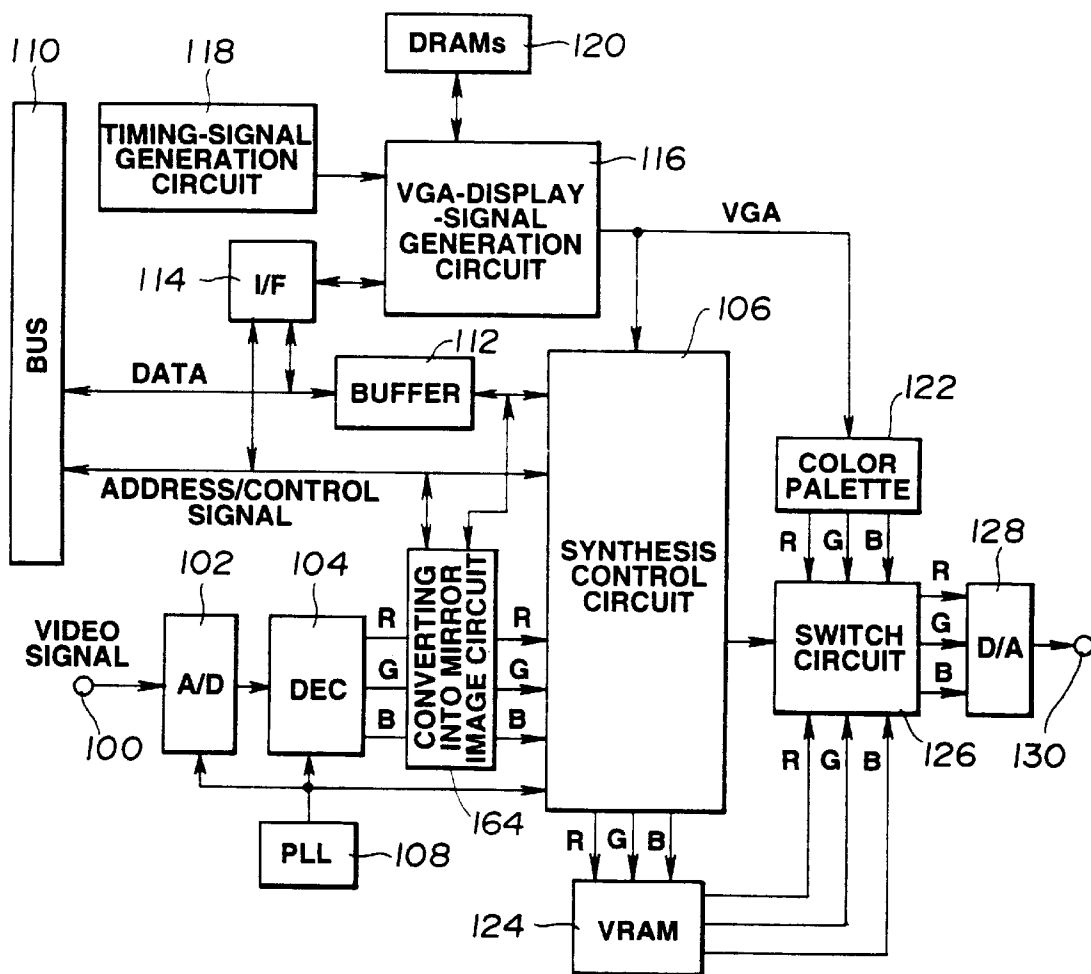 DRAMs
120
110
118
TIMING-SIGNAL
GENERATION
CIRCUIT
116
VGA-DISPLAY
-SIGNAL
GENERATION
CIRCUIT
VGA
114
I/F
106
BUS
112
DATA
BUFFER
122
COLOR
PALETTE
ADDRESS/CONTROL
SIGNAL
R G B
SYNTHESIS
CONTROL
CIRCUIT
102
104
CONVERTING
INTO MIRROR
IMAGE CIRCUIT
128
VIDEO
SIGNAL
A/D
DEC
R
G
B
R
G
B
SWITCH
CIRCUIT
R
G
B
D/A
100
164
R G B
126
130
PLL
108
R G B
124
VRAM